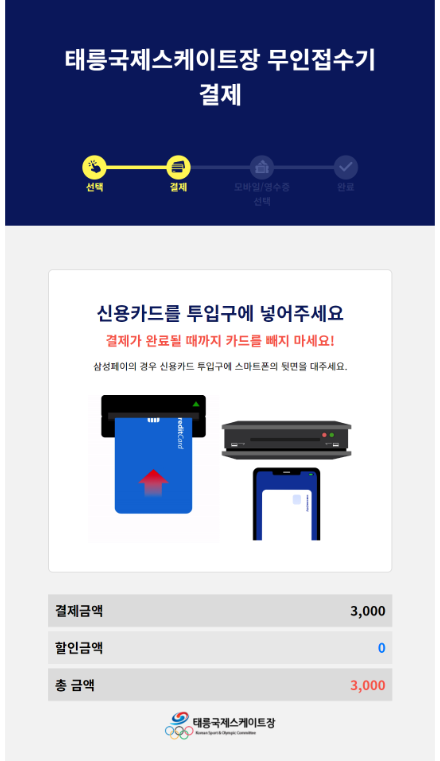 태릉국제스케이트장 무인접수기
결제
선택
결제
모바일/영수증
선택
완료
신용카드를 투입구에 넣어주세요
결제가 완료될 때까지 카드를 빼지 마세요!
삼성페이의 경우 신용카드 투입구에 스마트폰의 뒷면을 대주세요.
결제금액 3,000
할인금액 0
총 금액 3,000
태릉국제스케이트장
Korean Sport & Olympic Committee